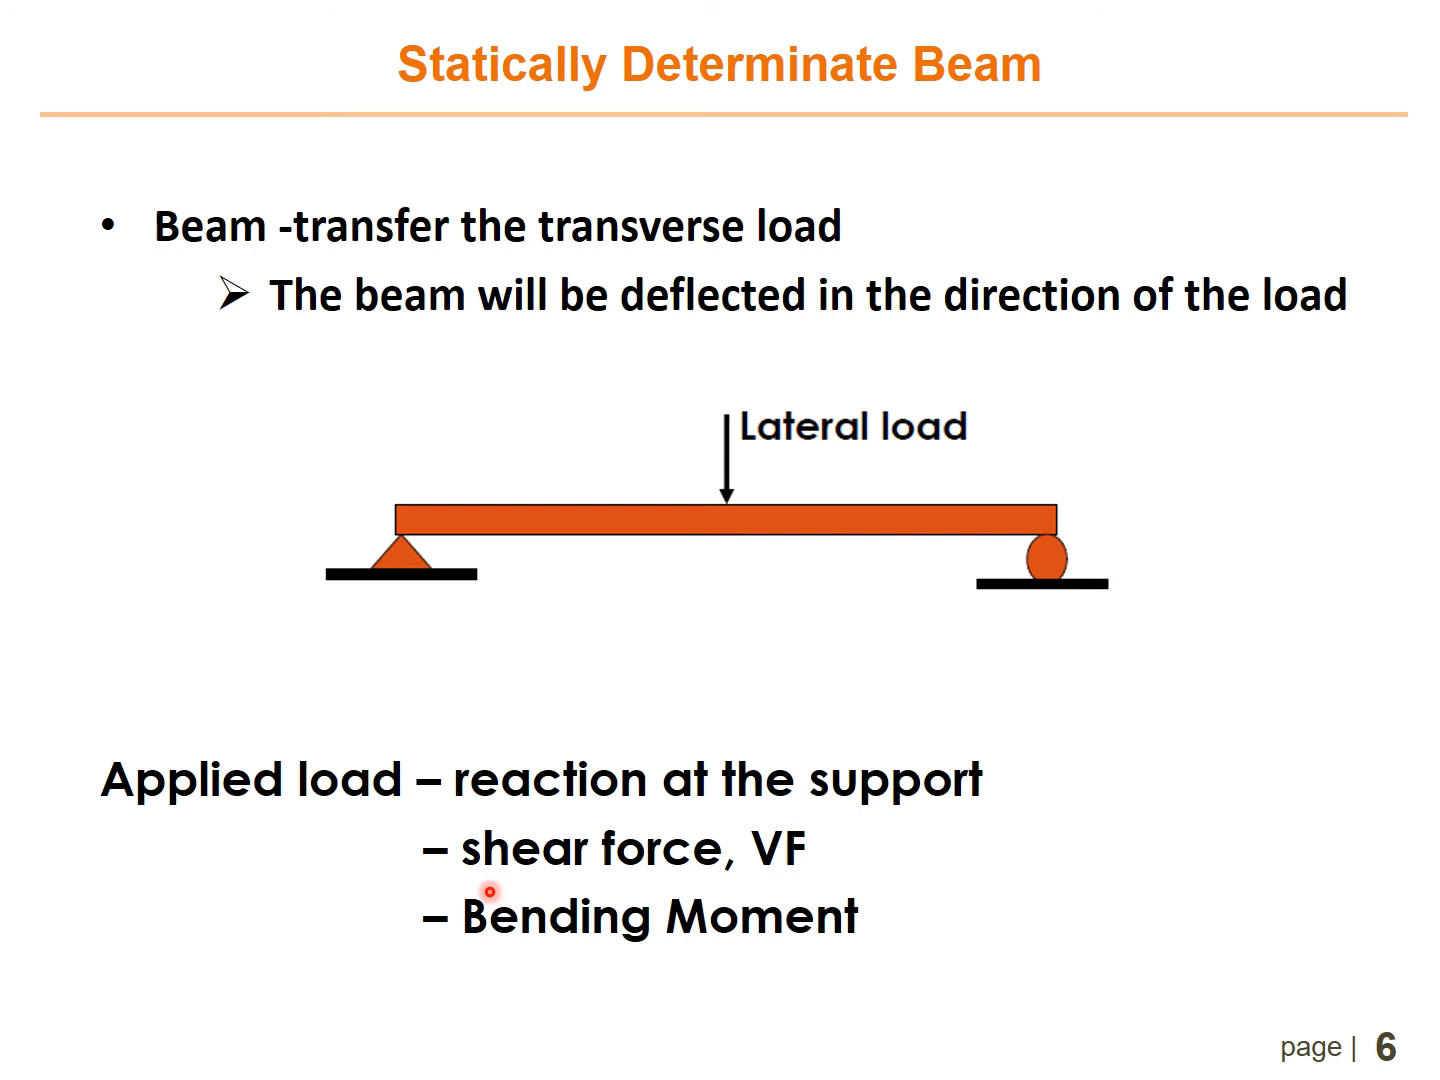 Statically Determinate Beam
• Beam -transfer the transverse load
➢ The beam will be deflected in the direction of the load
Lateral load
Applied load – reaction at the support
– shear force, VF
– Bending Moment
page | 6